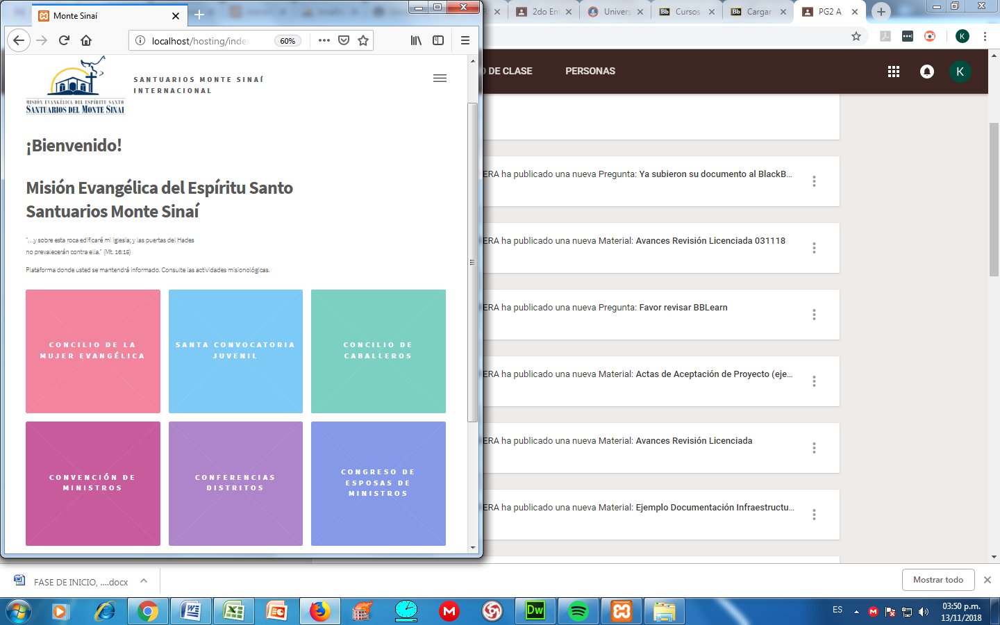 Monte Sinaí
localhost/hosting/inde
60%
MISIÓN EVANGÉLICA DEL ESPÍRITU SANTO
SANTUARIOS DEL MONTE SINAI
SANTUARIOS MONTE SINAÍ
INTERNACIONAL
¡Bienvenido!
Misión Evangélica del Espíritu Santo
Santuarios Monte Sinaí
"...y sobre esta roca edificaré mi iglesia; y las puertas del Hades
no prevalecerán contra ella." (Mt. 16:18)
Plataforma donde usted se mantendrá informado. Consulte las actividades misionológicas.
CONCILIO DE LA
MUJER EVANGÉLICA
SANTA CONVOCATORIA
JUVENIL
CONCILIO DE
CABALLEROS
CONVENCIÓN DE
MINISTROS
CONFERENCIAS
DISTRITOS
CONGRESO DE
ESPOSAS DE
MINISTROS
2do En
Univers
Bb Cursos
Bb Cargar
PG2 A
K
DE CLASE
PERSONAS
K
ERA ha publicado una nueva Pregunta: Ya subieron su documento al BlackB...
ERA ha publicado una nueva Material: Avances Revisión Licenciada 031118
ERA ha publicado una nueva Pregunta: Favor revisar BBLearn
ERA ha publicado una nueva Material: Actas de Aceptación de Proyecto (eje...
ERA ha publicado una nueva Material: Avances Revisión Licenciada
ERA ha publicado una nueva Material: Ejemplo Documentación Infraestructu...
FASE DE INICIO, ....docx
Mostrar todo
Dw
ES
03:50 p.m.
13/11/2018